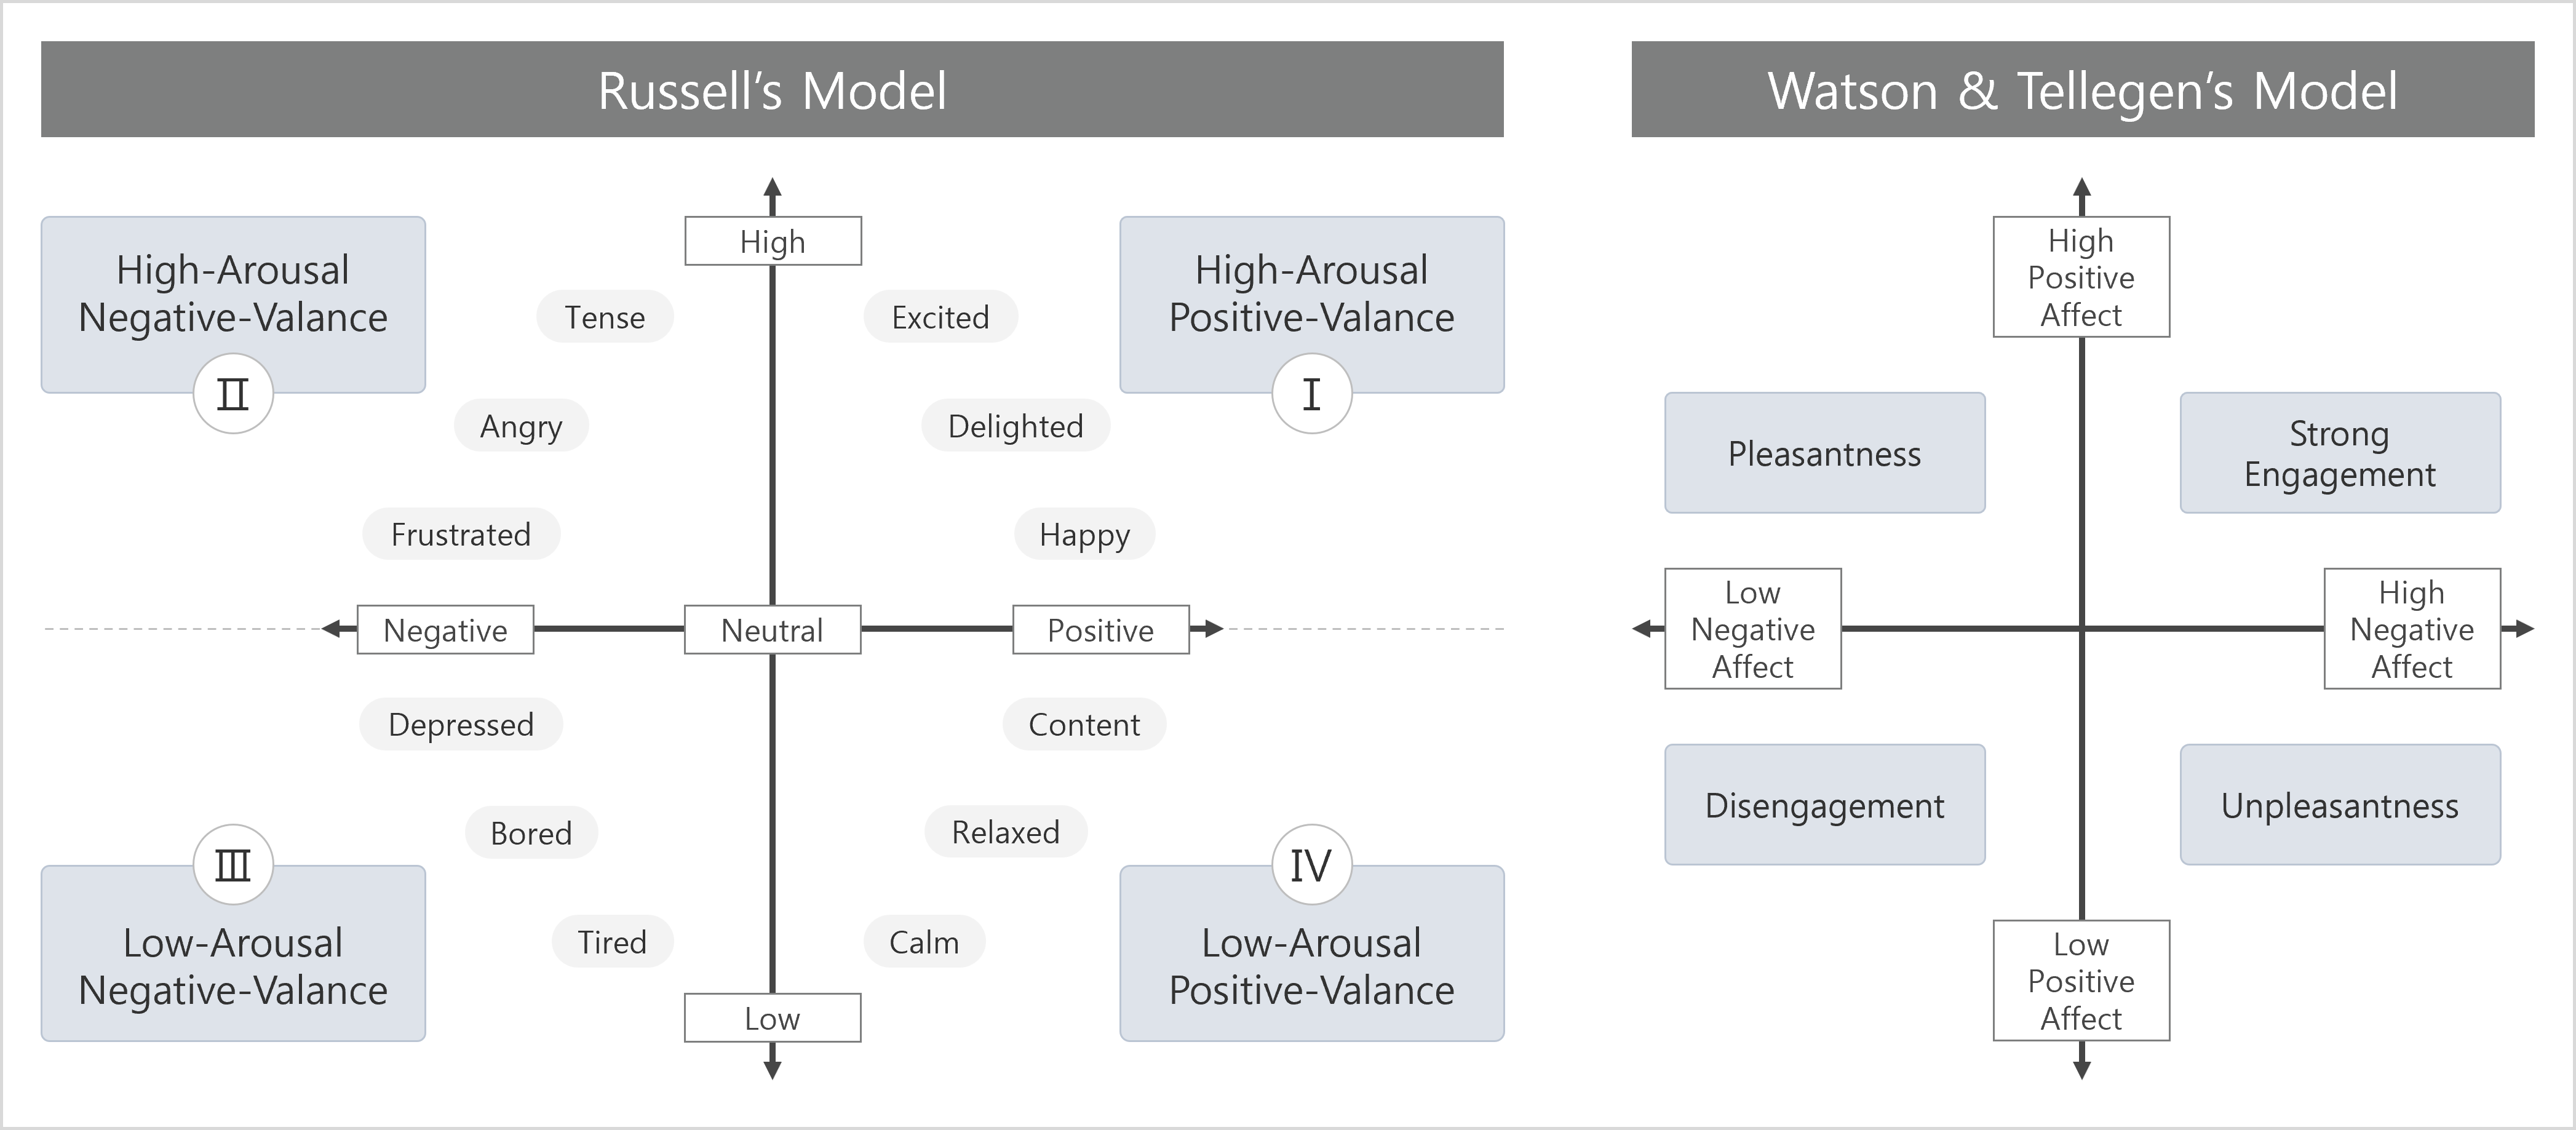 Russell's Model
High
High-Arousal
Negative-Valance
II
High-Arousal
Positive-Valance
I
Tense
Excited
Angry
Delighted
Frustrated
Happy
Negative
Neutral
Positive
Depressed
Content
Bored
Relaxed
III
Low-Arousal
Negative-Valance
IV
Low-Arousal
Positive-Valance
Tired
Calm
Low
Watson & Tellegen's Model
High
Positive
Affect
Pleasantness
Strong
Engagement
Low
Negative
Affect
High
Negative
Affect
Disengagement
Unpleasantness
Low
Positive
Affect